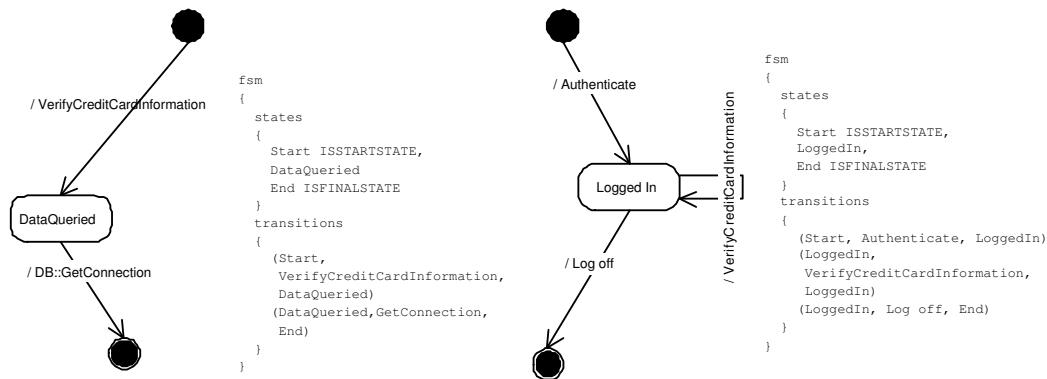 / VerifyCreditCardInformation
DataQueried
/ DB::GetConnection
fsm
{
states
{
Start ISSTARTSTATE,
DataQueried
End ISFINALSTATE
}
transitions
{
(Start,
VerifyCreditCardInformation,
DataQueried)
(DataQueried,GetConnection,
End)
}
}
/ Authenticate
Logged In
/ VerifyCreditCardInformation
/ Log off
fsm
{
states
{
Start ISSTARTSTATE,
LoggedIn,
End ISFINALSTATE
}
transitions
{
(Start, Authenticate, LoggedIn)
(LoggedIn,
VerifyCreditCardInformation,
LoggedIn)
(LoggedIn, Log off, End)
}
}